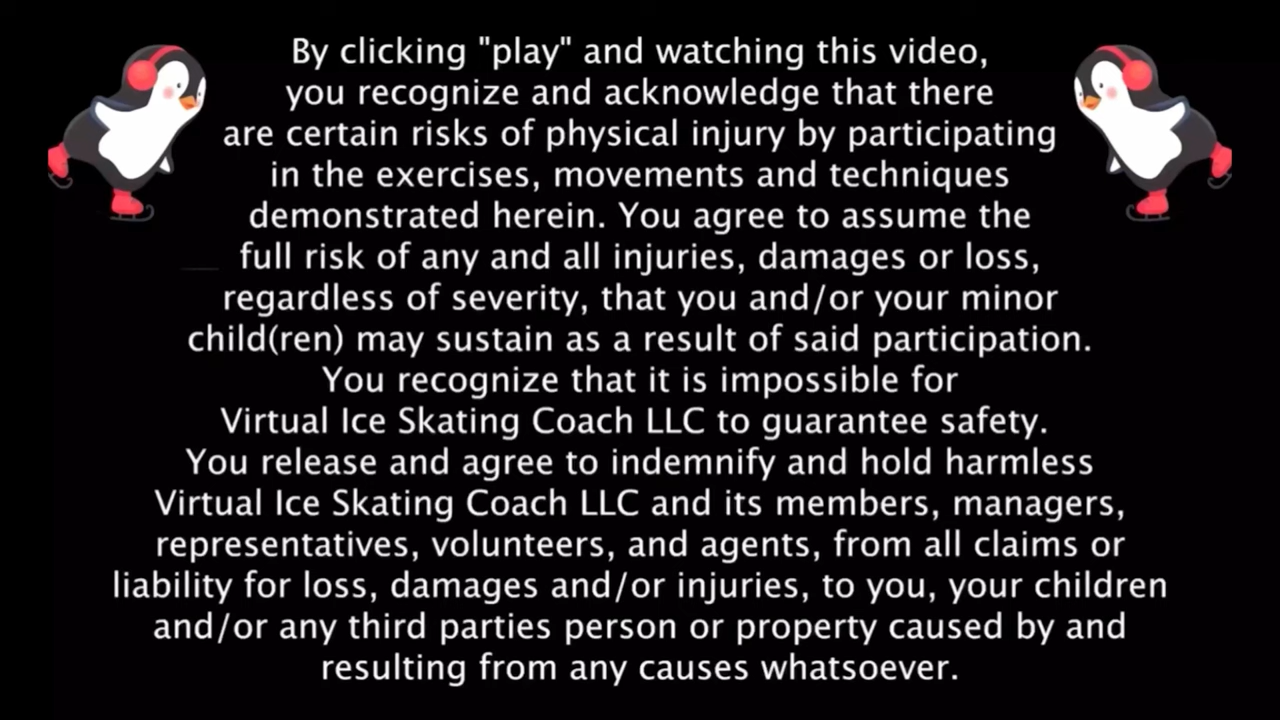 By clicking "play" and watching this video,
you recognize and acknowledge that there
are certain risks of physical injury by participating
in the exercises, movements and techniques
demonstrated herein. You agree to assume the
full risk of any and all injuries, damages or loss,
regardless of severity, that you and/or your minor
child(ren) may sustain as a result of said participation.
You recognize that it is impossible for
Virtual Ice Skating Coach LLC to guarantee safety.
You release and agree to indemnify and hold harmless
Virtual Ice Skating Coach LLC and its members, managers,
representatives, volunteers, and agents, from all claims or
liability for loss, damages and/or injuries, to you, your children
and/or any third parties person or property caused by and
resulting from any causes whatsoever.